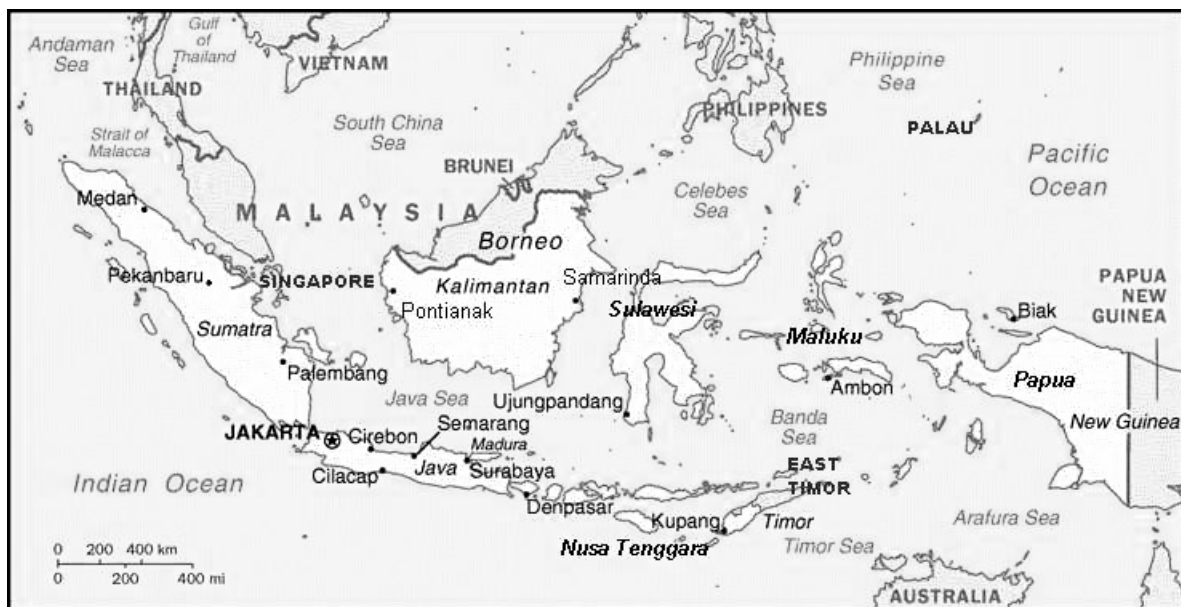 Andaman
Sea
Gulf
of
Thailand
VIETNAM
THAILAND
Philippine
Sea
PHILIPPINES
PALAU
South China
Sea
Strait of
Malacca
Pacific
Ocean
BRUNEI
Celebes
Sea
Medan
MALAYSIA
Borneo
Pekanbaru
SINGAPORE
Kalimantan
Samarinda
PAPUA
NEW
GUINEA
Pontianak
Sulawesi
Biak
Sumatra
Maluku
Palembang
Ambon
Papua
Java Sea
Ujungpandang
New Guinea
Banda
Sea
Semarang
JAKARTA
Cirebon
Madura
Java
Surabaya
Cilacap
EAST
TIMOR
Indian Ocean
Denpasar
Kupang
Timor
Arafura Sea
Nusa Tenggara
Timor Sea
0 200 400 km
0 200 400 mi
AUSTRALIA